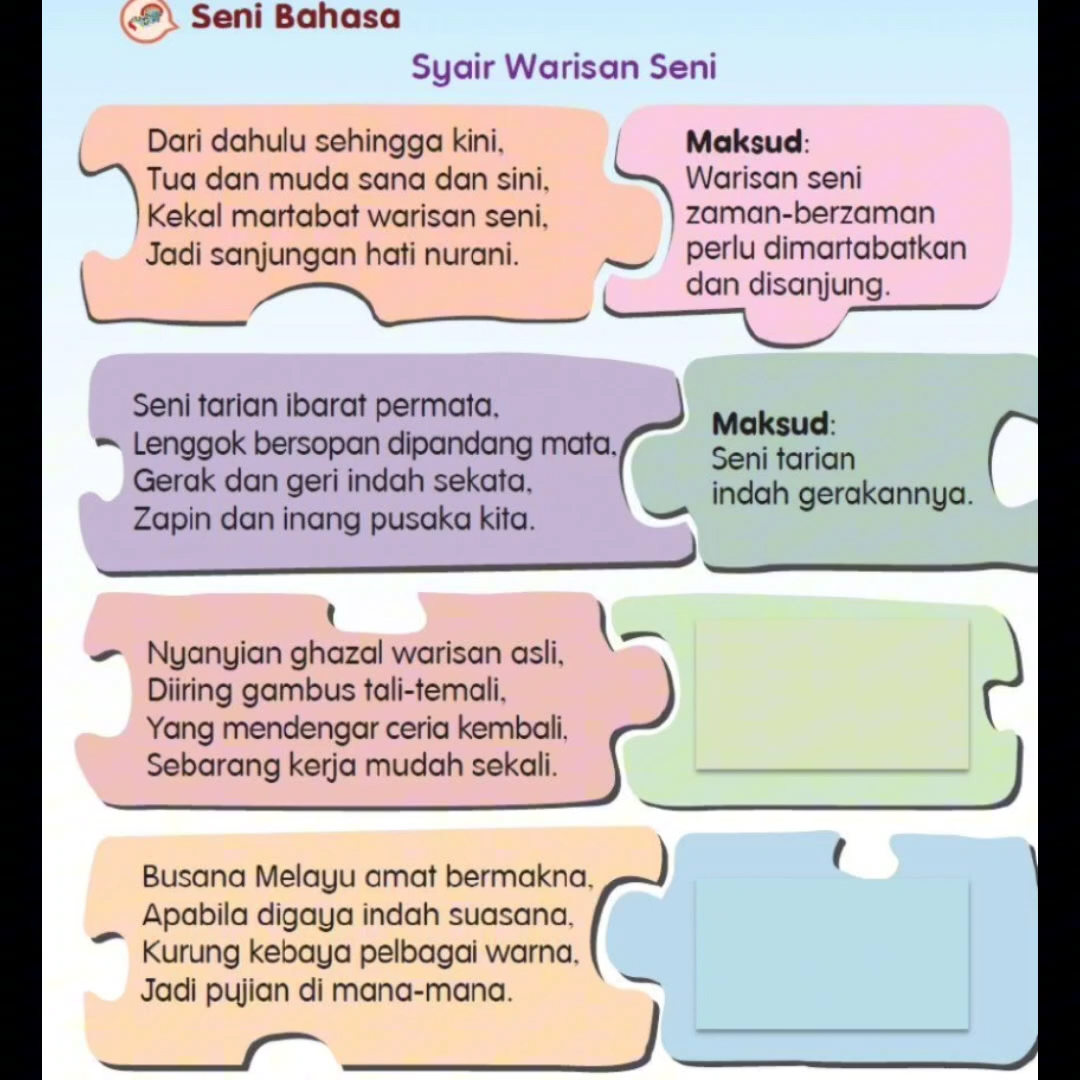 Seni Bahasa
Syair Warisan Seni
Dari dahulu sehingga kini,
Tua dan muda sana dan sini,
Kekal martabat warisan seni,
Jadi sanjungan hati nurani.
Maksud:
Warisan seni
zaman-berzaman
perlu dimartabatkan
dan disanjung.
Seni tarian ibarat permata,
Lenggok bersopan dipandang mata,
Gerak dan geri indah sekata,
Zapin dan inang pusaka kita.
Maksud:
Seni tarian
indah gerakannya.
Nyanyian ghazal warisan asli,
Diiring gambus tali-temali,
Yang mendengar ceria kembali,
Sebarang kerja mudah sekali.
Busana Melayu amat bermakna,
Apabila digaya indah suasana,
Kurung kebaya pelbagai warna,
Jadi pujian di mana-mana.